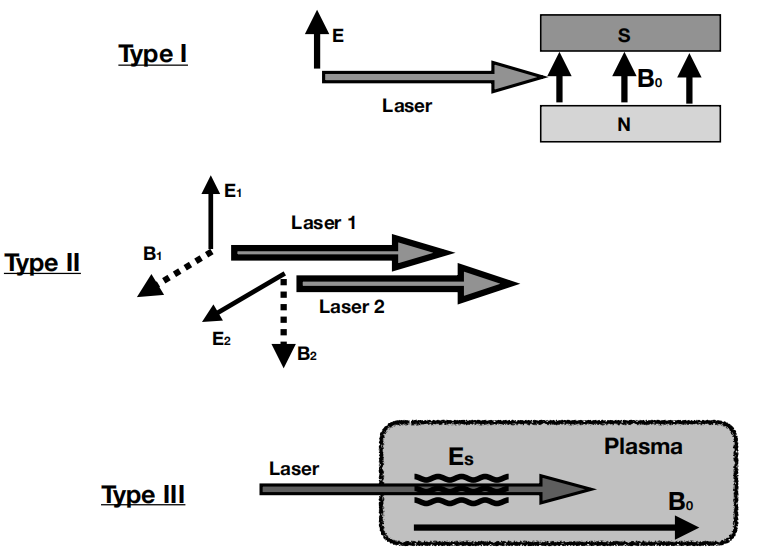 Type I
E
Laser
S
B₀
N
Type II
E₁
B₁
Laser 1
Laser 2
E₂
B₂
Type III
Laser
Es
Plasma
B₀